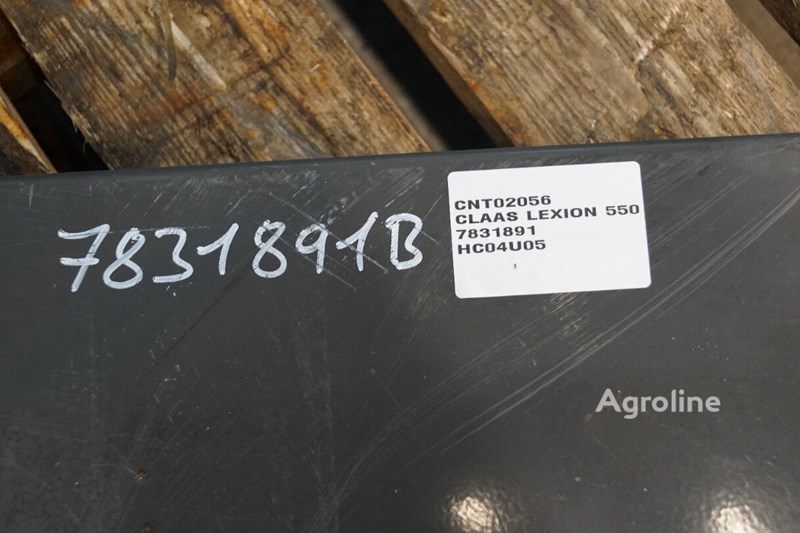 7831891B
CNT02056
CLAAS LEXION 550
7831891
HC04U05
Agroline